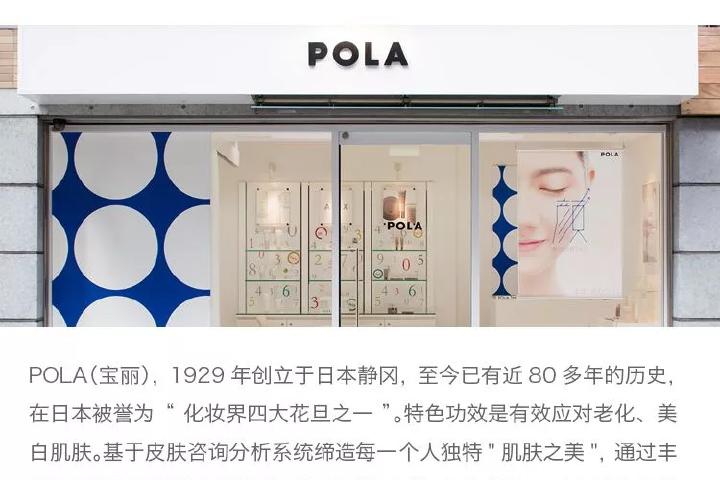 POLA
POLA
POLA
POLA（宝丽），1929 年创立于日本静冈，至今已有近 80 多年的历史，
在日本被誉为“ 化妆界四大花旦之一 ”。特色功效是有效应对老化、美
白肌肤。基于皮肤咨询分析系统缔造每一个人独特 " 肌肤之美 "，通过丰